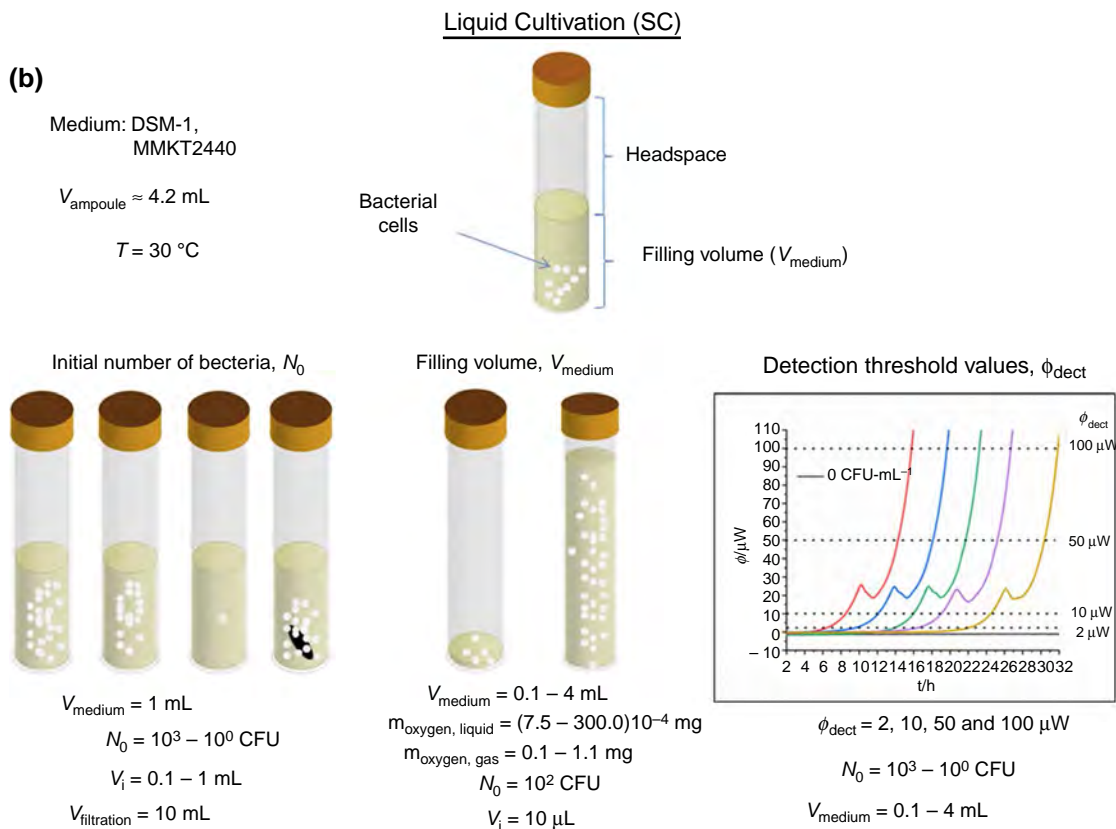 Liquid Cultivation (SC)
(b)
Medium: DSM-1,
MMKT2440
V_ampoule ≈ 4.2 mL
T = 30 °C
Headspace
Bacterial
cells
Filling volume (V_medium)
Initial number of becteria, N_0
V_medium = 1 mL
N_0 = 10^3 – 10^0 CFU
V_i = 0.1 – 1 mL
V_filtration = 10 mL
Filling volume, V_medium
V_medium = 0.1 – 4 mL
m_oxygen, liquid = (7.5 – 300.0)10^–4 mg
m_oxygen, gas = 0.1 – 1.1 mg
N_0 = 10^2 CFU
V_i = 10 μL
Detection threshold values, ϕ_dect
ϕ_dect
110
100
90
80
70
60
50
40
30
20
10
0
– 10
ϕ/μW
0 CFU-mL^–1
100 μW
50 μW
10 μW
2 μW
2 4 6 8 10 12 14 16 18 20 22 24 26 28 30 32
t/h
ϕ_dect = 2, 10, 50 and 100 μW
N_0 = 10^3 – 10^0 CFU
V_medium = 0.1 – 4 mL